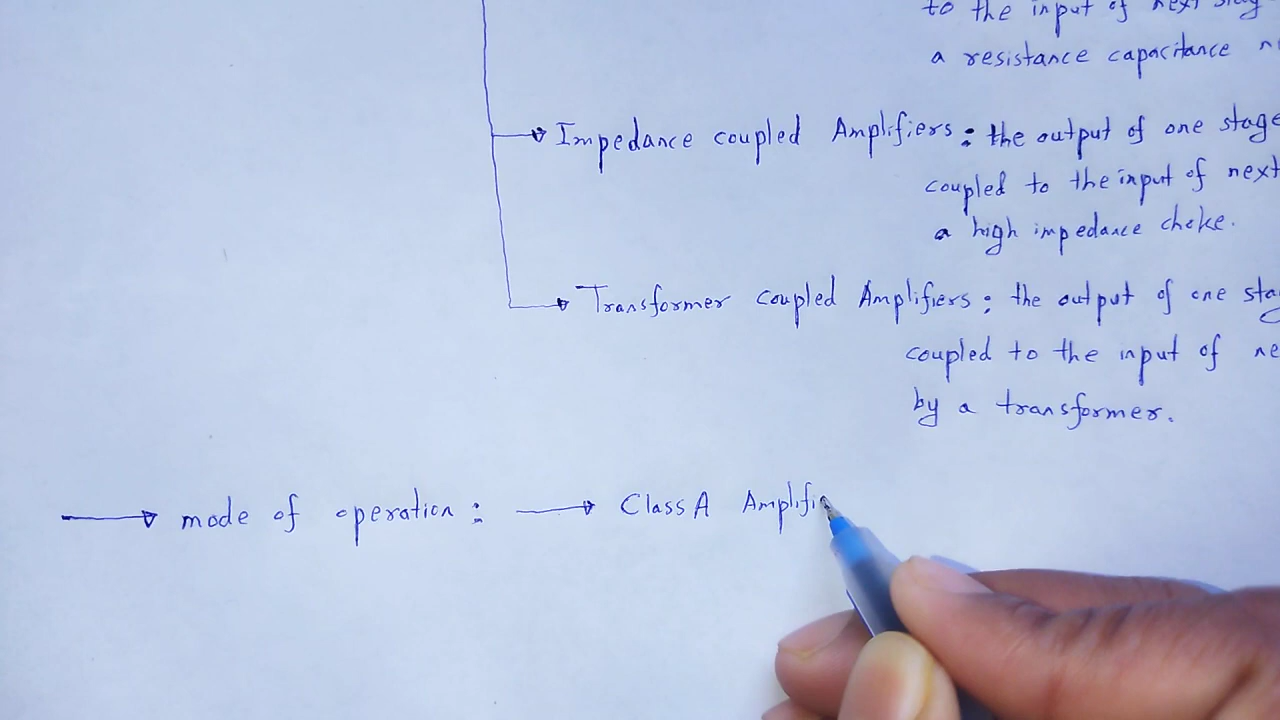 to the input of next
a resistance capacitance
Impedance coupled Amplifiers : the output of one stage
coupled to the input of next
a high impedance choke.
Transformer coupled Amplifiers : the output of one sta
coupled to the input of ne
by a transformer.
mode of operation : Class A Amplifi